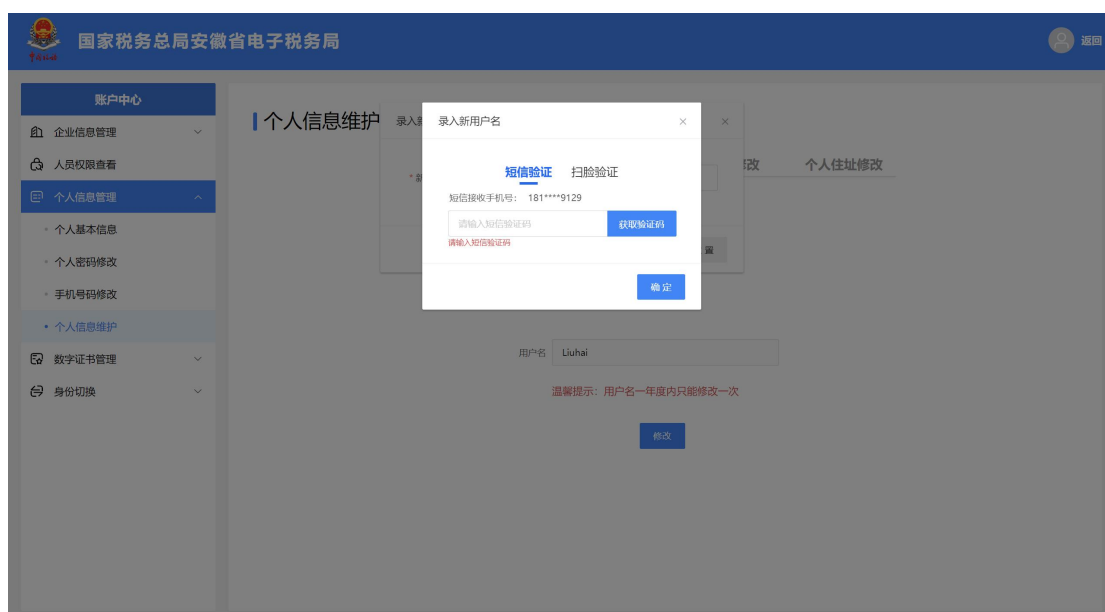 国家税务总局安徽省电子税务局
返回
账户中心
企业信息管理
人员权限查看
个人信息管理
个人基本信息
个人密码修改
手机号码修改
个人信息维护
数字证书管理
身份切换
个人信息维护
录入
改
个人住址修改
* 新
置
录入新用户名
短信验证 扫脸验证
短信接收手机号： 181****9129
请输入短信验证码 获取验证码
请输入短信验证码
确 定
用户名 Liuhai
温馨提示：用户名一年度内只能修改一次
修改